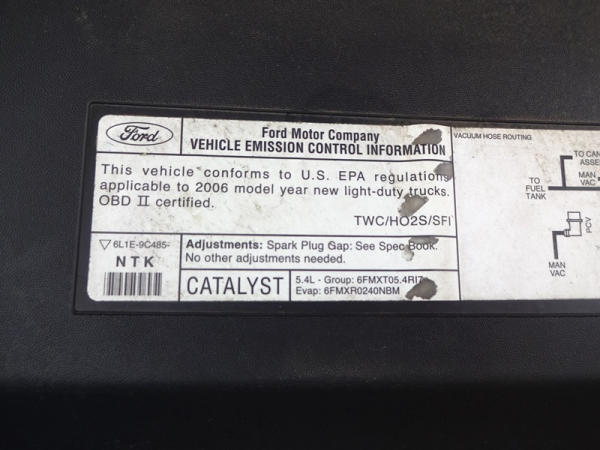 Ford
Ford Motor Company
VEHICLE EMISSION CONTROL INFORMATION
This vehicle conforms to U.S. EPA regulations
applicable to 2006 model year new light-duty trucks.
OBD II certified.
TWC/HO2S/SFI
6L1E-9C485-
NTK
Adjustments: Spark Plug Gap: See Spec Book.
No other adjustments needed.
CATALYST
5.4L - Group: 6FMXT05.4RI7
Evap: 6FMXR0240NBM
VACUUM HOSE ROUTING
TO CAN
ASSE
MAN
VAC
TO
FUEL
TANK
PCV
MAN
VAC